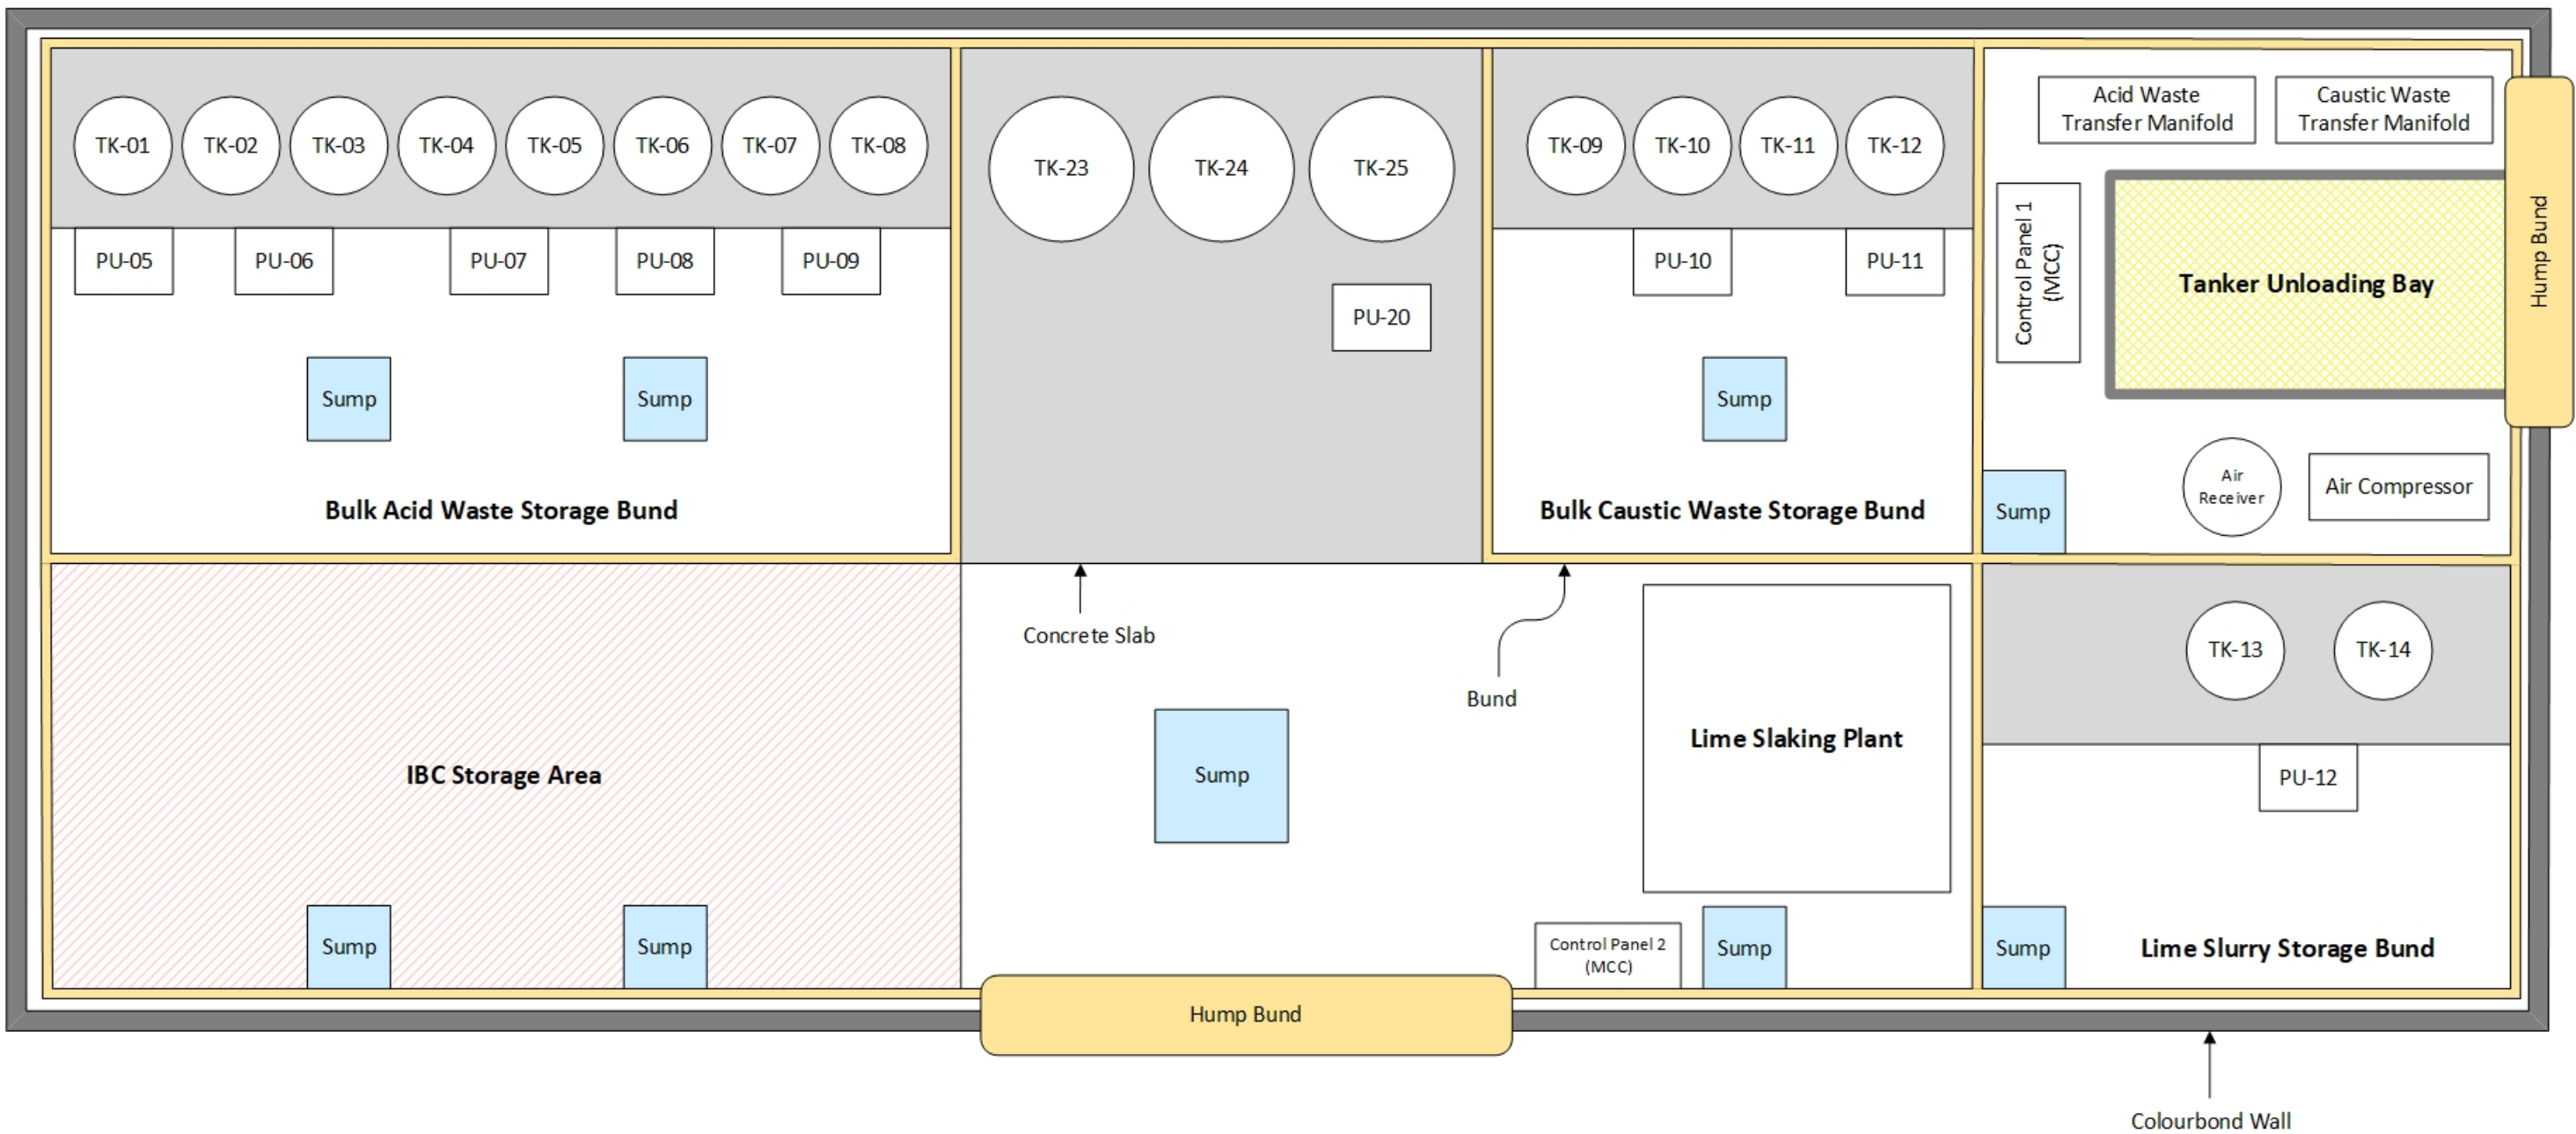 TK-01
TK-02
TK-03
TK-04
TK-05
TK-06
TK-07
TK-08
PU-05
PU-06
PU-07
PU-08
PU-09
Sump
Sump
Bulk Acid Waste Storage Bund
TK-23
TK-24
TK-25
PU-20
TK-09
TK-10
TK-11
TK-12
PU-10
PU-11
Sump
Bulk Caustic Waste Storage Bund
Acid Waste
Transfer Manifold
Caustic Waste
Transfer Manifold
Control Panel 1
(MCC)
Tanker Unloading Bay
Hump Bund
Sump
Air
Receiver
Air Compressor
IBC Storage Area
Sump
Sump
Concrete Slab
Bund
Sump
Lime Slaking Plant
Control Panel 2
(MCC)
Sump
Hump Bund
TK-13
TK-14
PU-12
Sump
Lime Slurry Storage Bund
Colourbond Wall